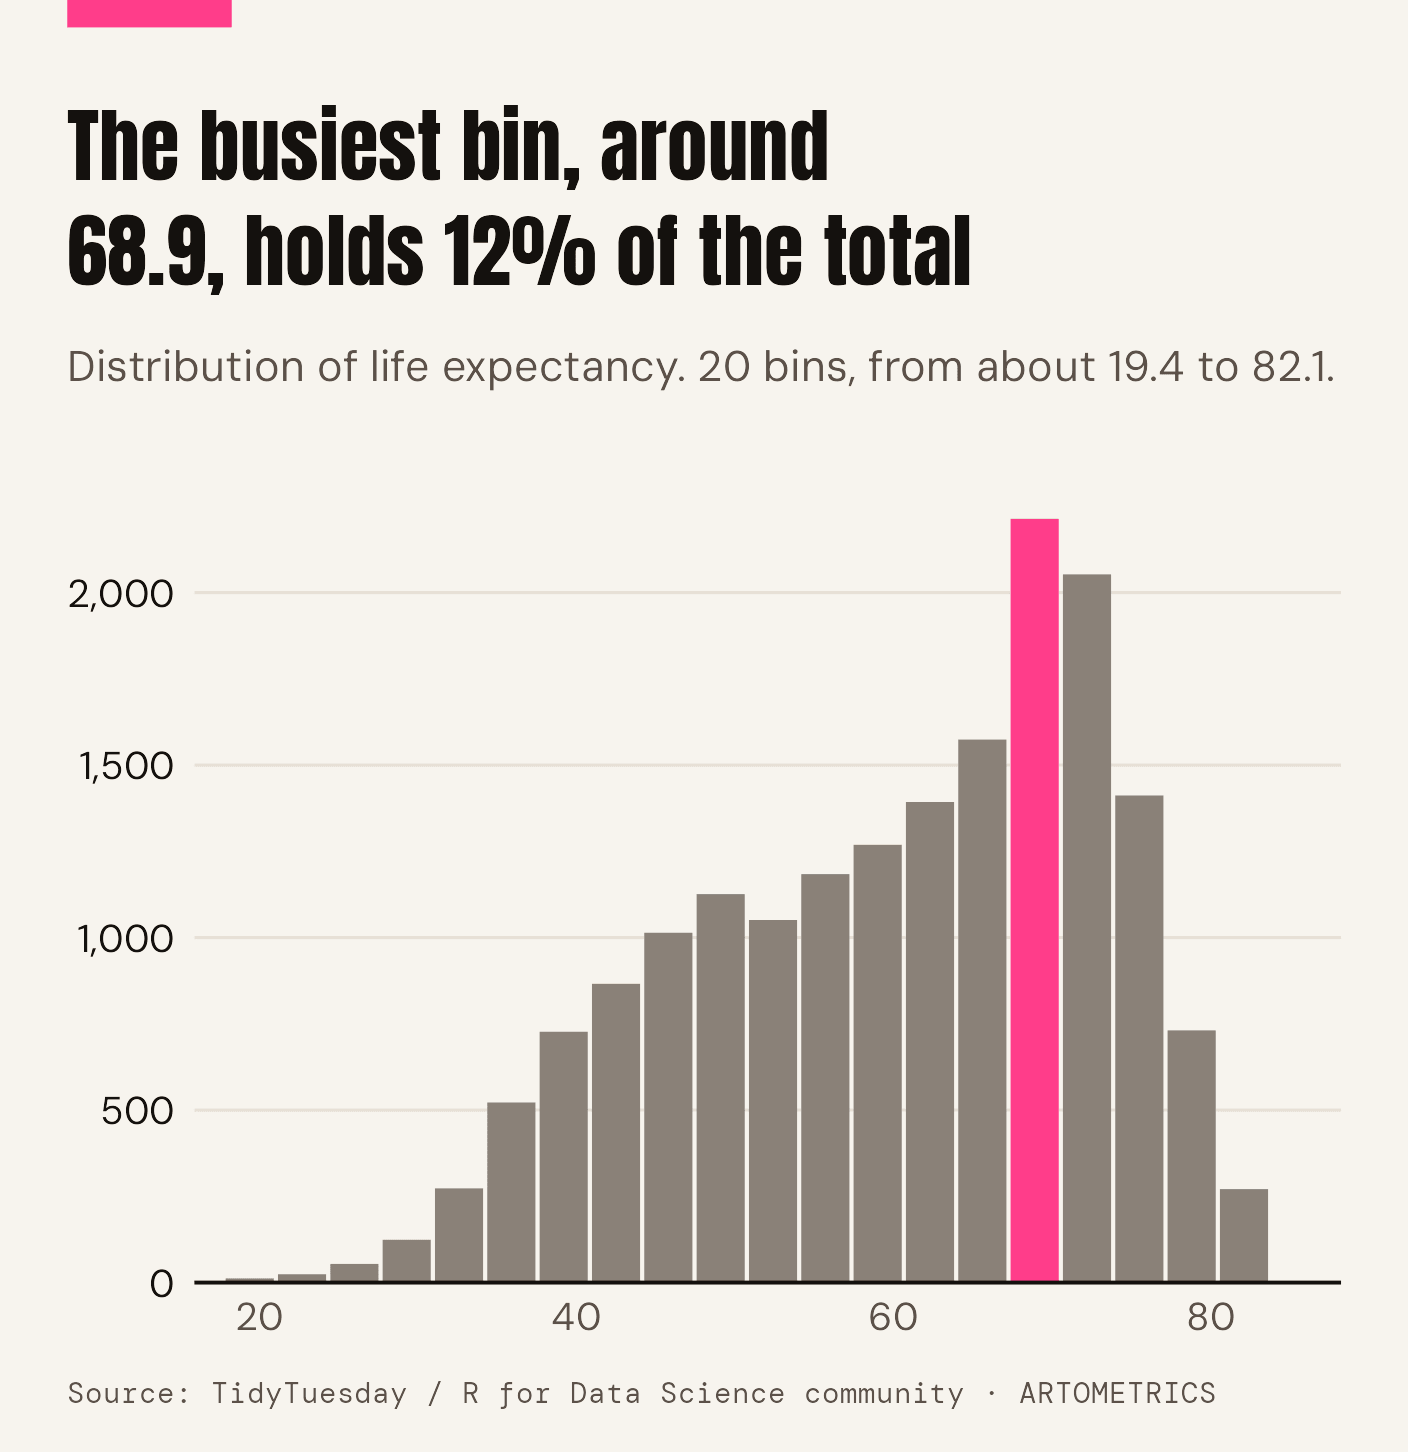 The busiest bin, around
68.9, holds 12% of the total
Distribution of life expectancy. 20 bins, from about 19.4 to 82.1.
2,000
1,500
1,000
500
0
20 40 60 80
Source: TidyTuesday / R for Data Science community · ARTOMETRICS